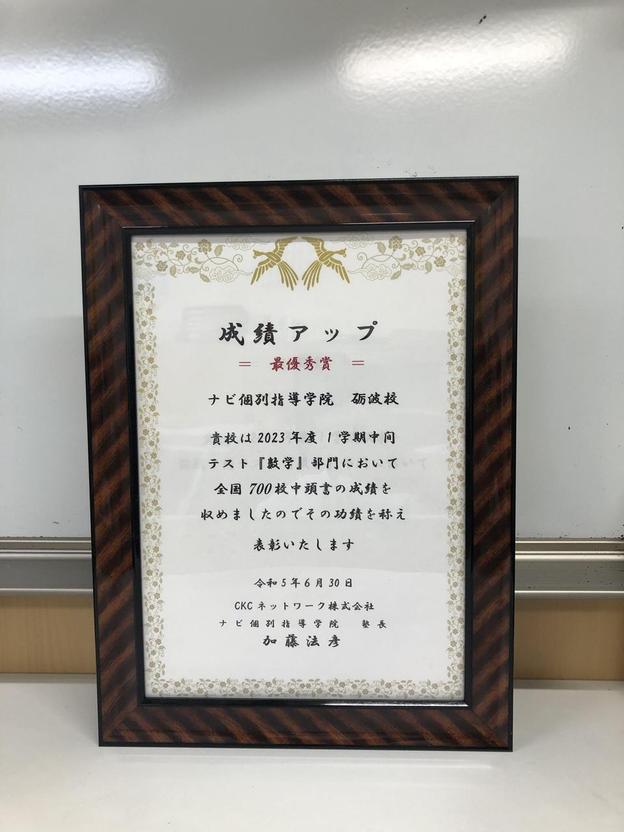 成績アップ
＝ 最優秀賞 ＝
ナビ個別指導学院 砺波校
貴校は2023年度1学期中間
テスト『数学』部門において
全国700校中頭書の成績を
収めましたのでその功績を称え
表彰いたします
令和5年6月30日
CKCネットワーク株式会社
ナビ個別指導学院 塾長
加藤法彦